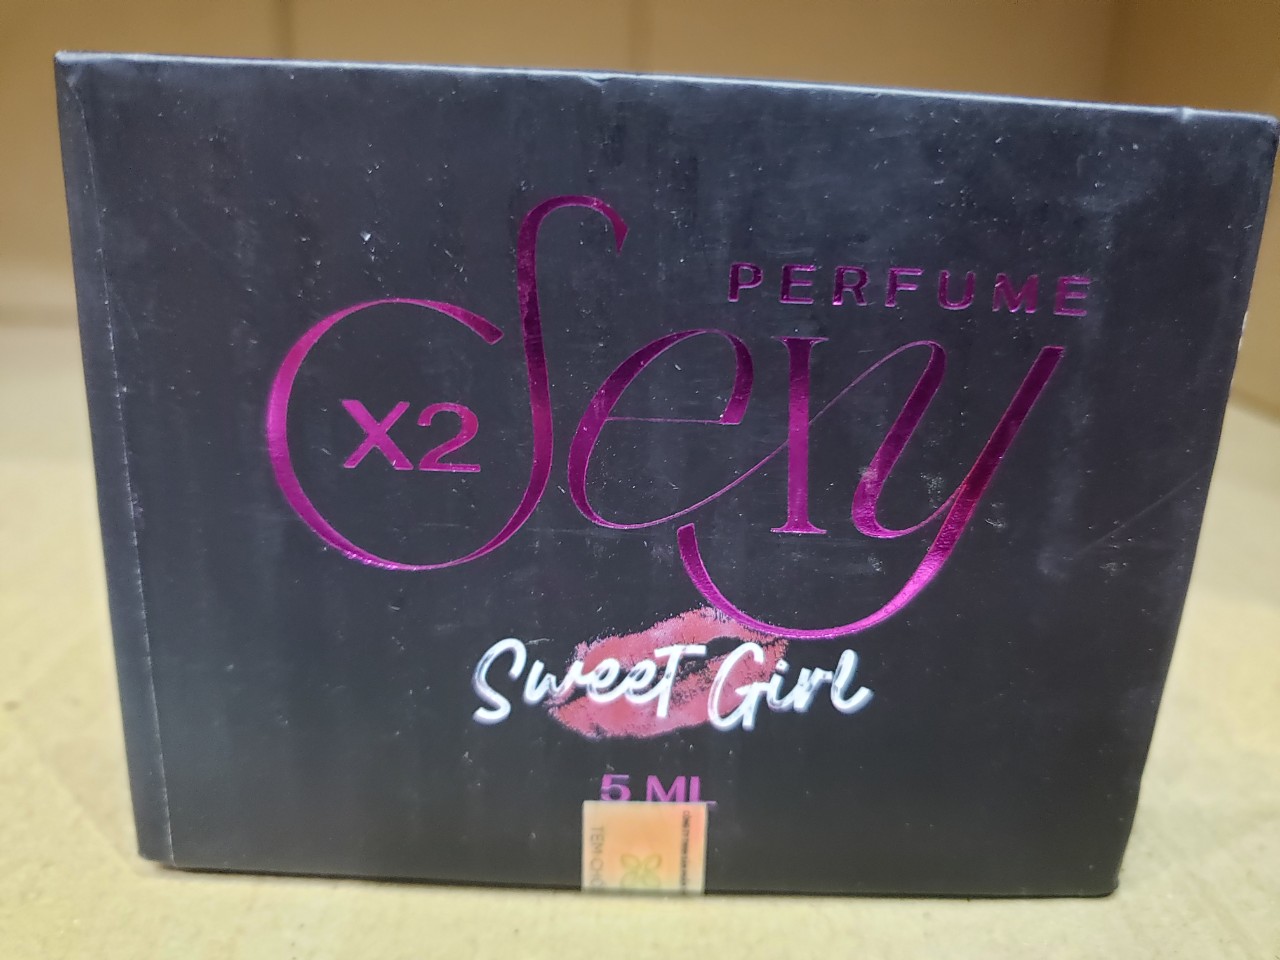 PERFUME
X2 Sexy
Sweet Girl
5 ML